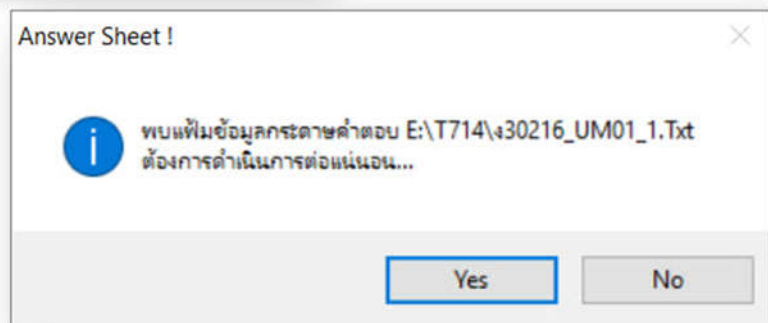 Answer Sheet !
พบแฟ้มข้อมูลกระดาษคำตอบ E:\T714\ง30216_UM01_1.Txt
ต้องการดำเนินการต่อแน่นอน...
Yes
No